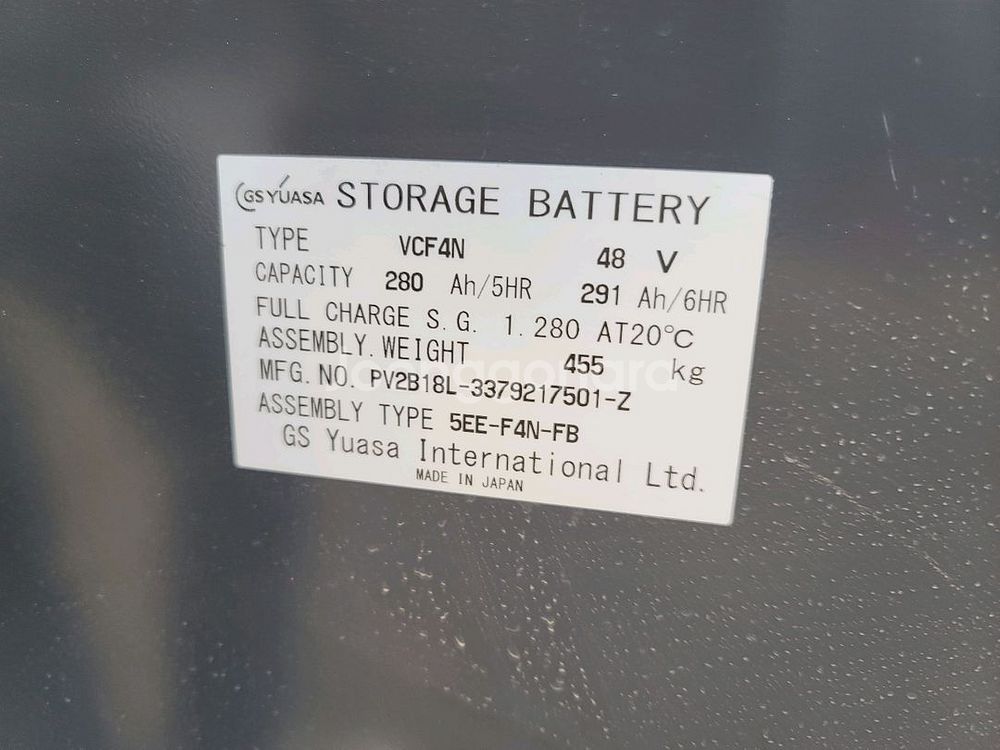 GS YUASA STORAGE BATTERY
TYPE VCF4N 48 V
CAPACITY 280 Ah/5HR 291 Ah/6HR
FULL CHARGE S.G. 1.280 AT20°C
ASSEMBLY.WEIGHT 455 kg
MFG.NO. PV2B18L-3379217501-Z
ASSEMBLY TYPE 5EE-F4N-FB
GS Yuasa International Ltd.
MADE IN JAPAN